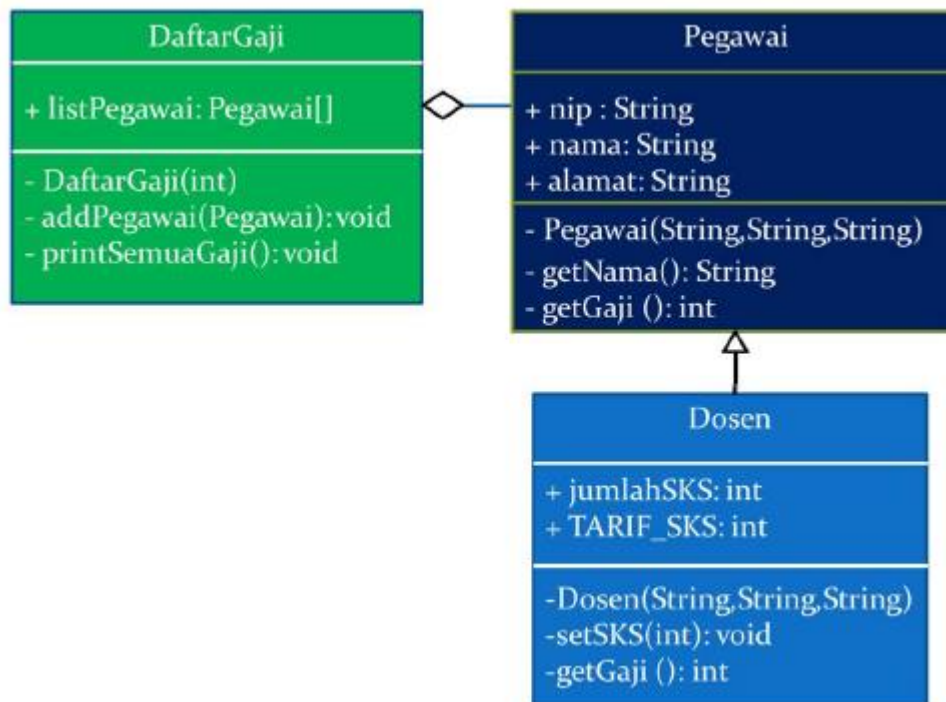 DaftarGaji
+ listPegawai: Pegawai[]
- DaftarGaji(int)
- addPegawai(Pegawai): void
- printSemuaGaji(): void
Pegawai
+ nip : String
+ nama: String
+ alamat: String
- Pegawai(String,String,String)
- getNama(): String
- getGaji (): int
Dosen
+ jumlahSKS: int
+ TARIF_SKS: int
-Dosen(String,String,String)
-setSKS(int): void
-getGaji (): int